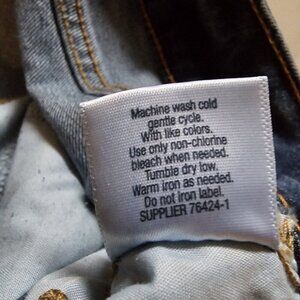 Machine wash cold
gentle cycle.
With like colors.
Use only non-chlorine
bleach when needed.
Tumble dry low.
Warm iron as needed.
Do not iron label.
SUPPLIER 76424-1